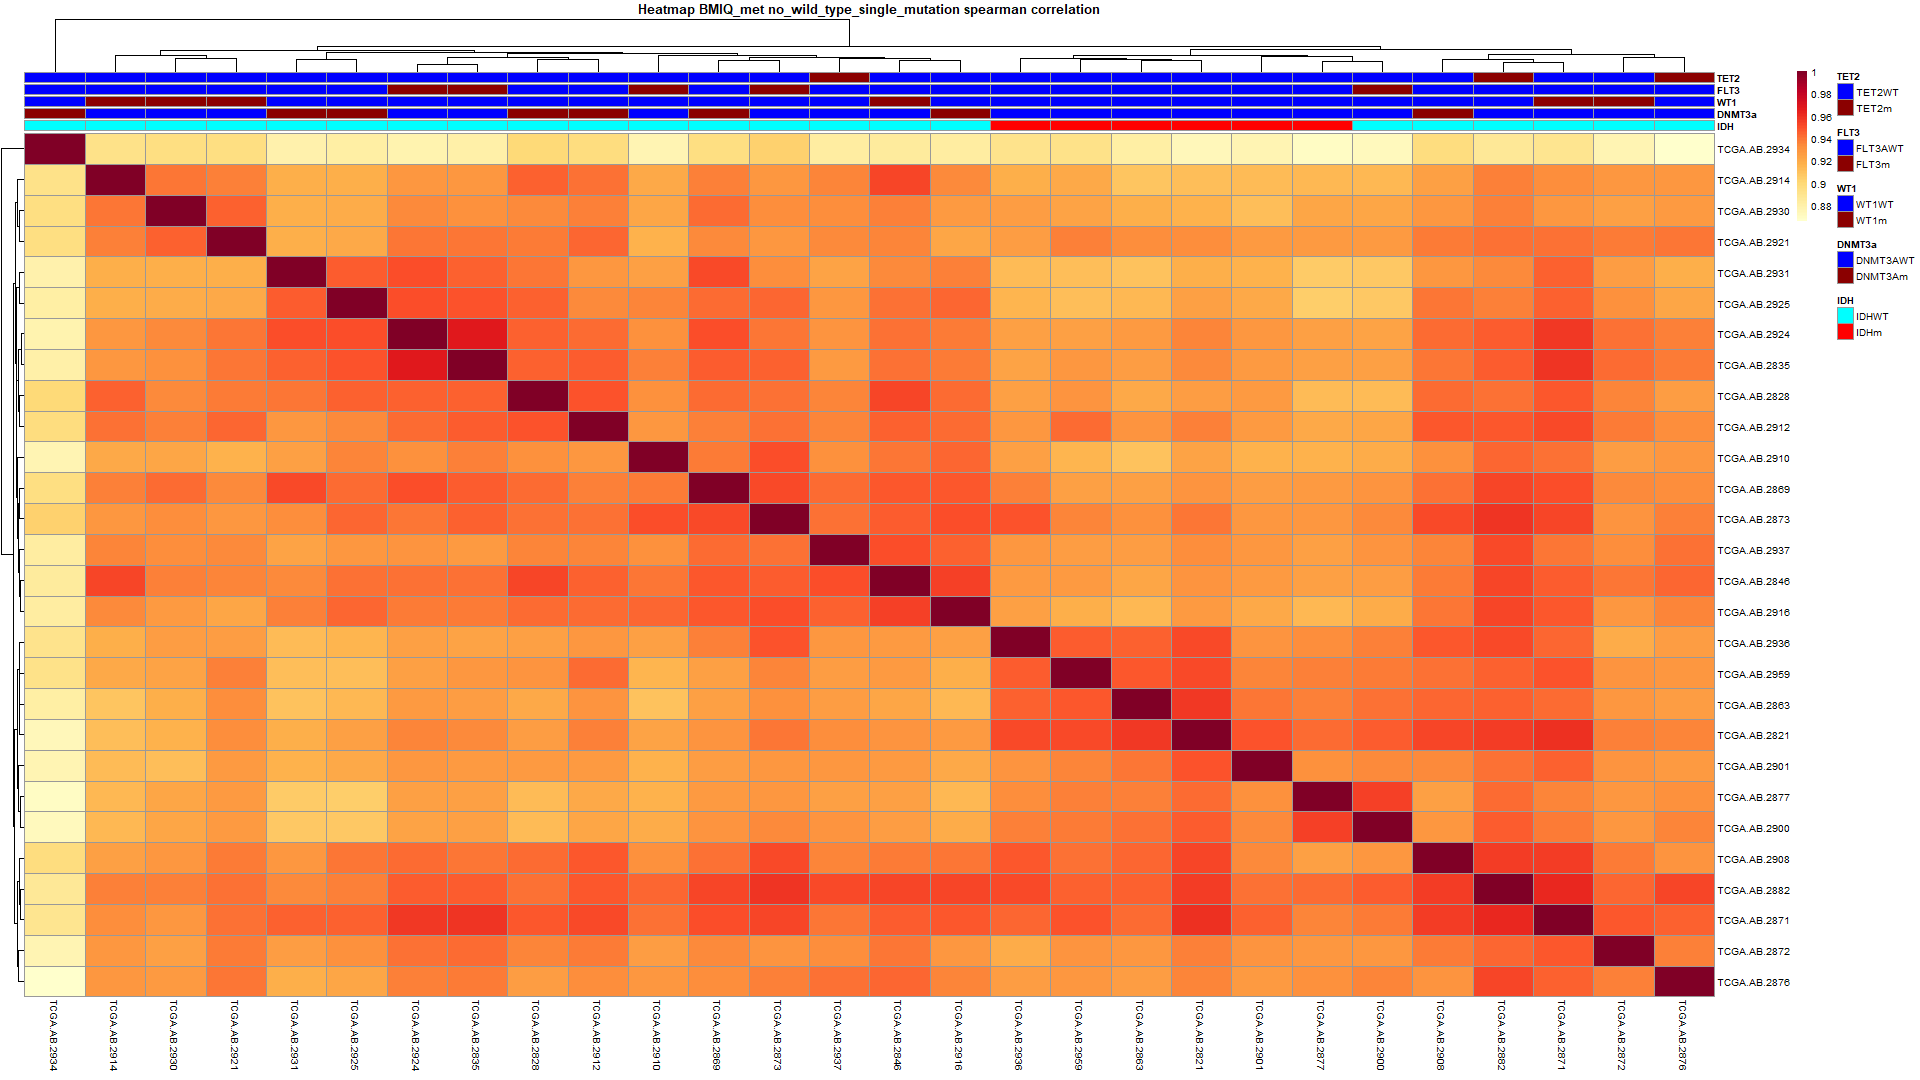 Heatmap BMIQ_met no_wild_type_single_mutation spearman correlation
TET2
FLT3
WT1
DNMT3a
IDH
TCGA.AB.2934
TCGA.AB.2914
TCGA.AB.2930
TCGA.AB.2921
TCGA.AB.2931
TCGA.AB.2925
TCGA.AB.2924
TCGA.AB.2835
TCGA.AB.2828
TCGA.AB.2912
TCGA.AB.2910
TCGA.AB.2869
TCGA.AB.2873
TCGA.AB.2937
TCGA.AB.2846
TCGA.AB.2916
TCGA.AB.2936
TCGA.AB.2959
TCGA.AB.2863
TCGA.AB.2821
TCGA.AB.2901
TCGA.AB.2877
TCGA.AB.2900
TCGA.AB.2908
TCGA.AB.2882
TCGA.AB.2871
TCGA.AB.2872
TCGA.AB.2876
TCGA.AB.2934
TCGA.AB.2914
TCGA.AB.2930
TCGA.AB.2921
TCGA.AB.2931
TCGA.AB.2925
TCGA.AB.2924
TCGA.AB.2835
TCGA.AB.2828
TCGA.AB.2912
TCGA.AB.2910
TCGA.AB.2869
TCGA.AB.2873
TCGA.AB.2937
TCGA.AB.2846
TCGA.AB.2916
TCGA.AB.2936
TCGA.AB.2959
TCGA.AB.2863
TCGA.AB.2821
TCGA.AB.2901
TCGA.AB.2877
TCGA.AB.2900
TCGA.AB.2908
TCGA.AB.2882
TCGA.AB.2871
TCGA.AB.2872
TCGA.AB.2876
1
0.98
0.96
0.94
0.92
0.9
0.88
TET2
TET2WT
TET2m
FLT3
FLT3AWT
FLT3m
WT1
WT1WT
WT1m
DNMT3a
DNMT3AWT
DNMT3Am
IDH
IDHWT
IDHm